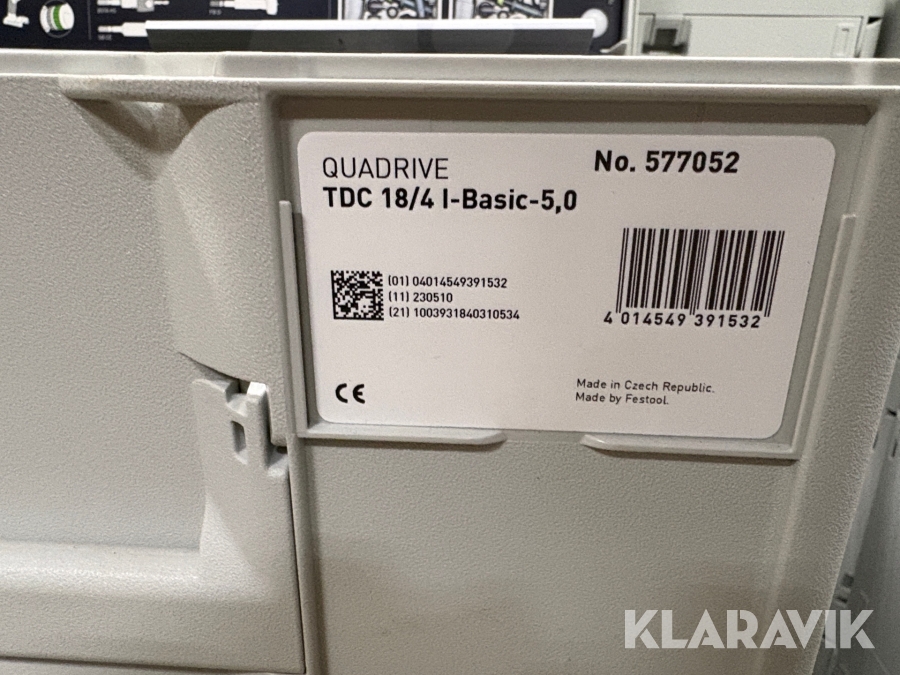 QUADRIVE
TDC 18/4 I-Basic-5,0
No. 577052
(01) 04014549391532
(11) 230510
(21) 1003931840310534
4 014549 391532
CE
Made in Czech Republic.
Made by Festool.
KLARAVIK